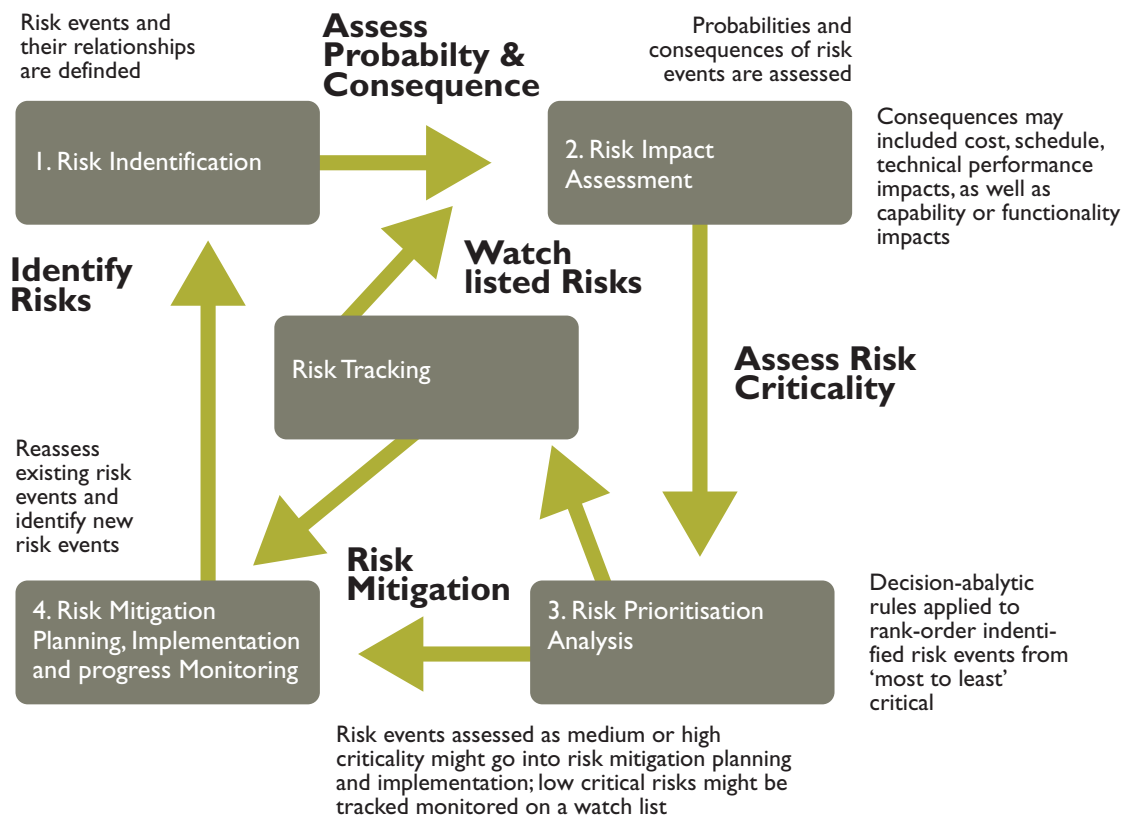 Risk events and
their relationships
are definded
Assess
Probabilty &
Consequence
Probabilities and
consequences of risk
events are assessed
1. Risk Indentification
2. Risk Impact
Assessment
Consequences may
included cost, schedule,
technical performance
impacts, as well as
capability or functionality
impacts
Identify
Risks
Watch
listed Risks
Risk Tracking
Assess Risk
Criticality
Reassess
existing risk
events and
identify new
risk events
Risk
Mitigation
4. Risk Mitigation
Planning, Implementation
and progress Monitoring
3. Risk Prioritisation
Analysis
Decision-abalytic
rules applied to
rank-order indenti-
fied risk events from
‘most to least’
critical
Risk events assessed as medium or high
criticality might go into risk mitigation planning
and implementation; low critical risks might be
tracked monitored on a watch list